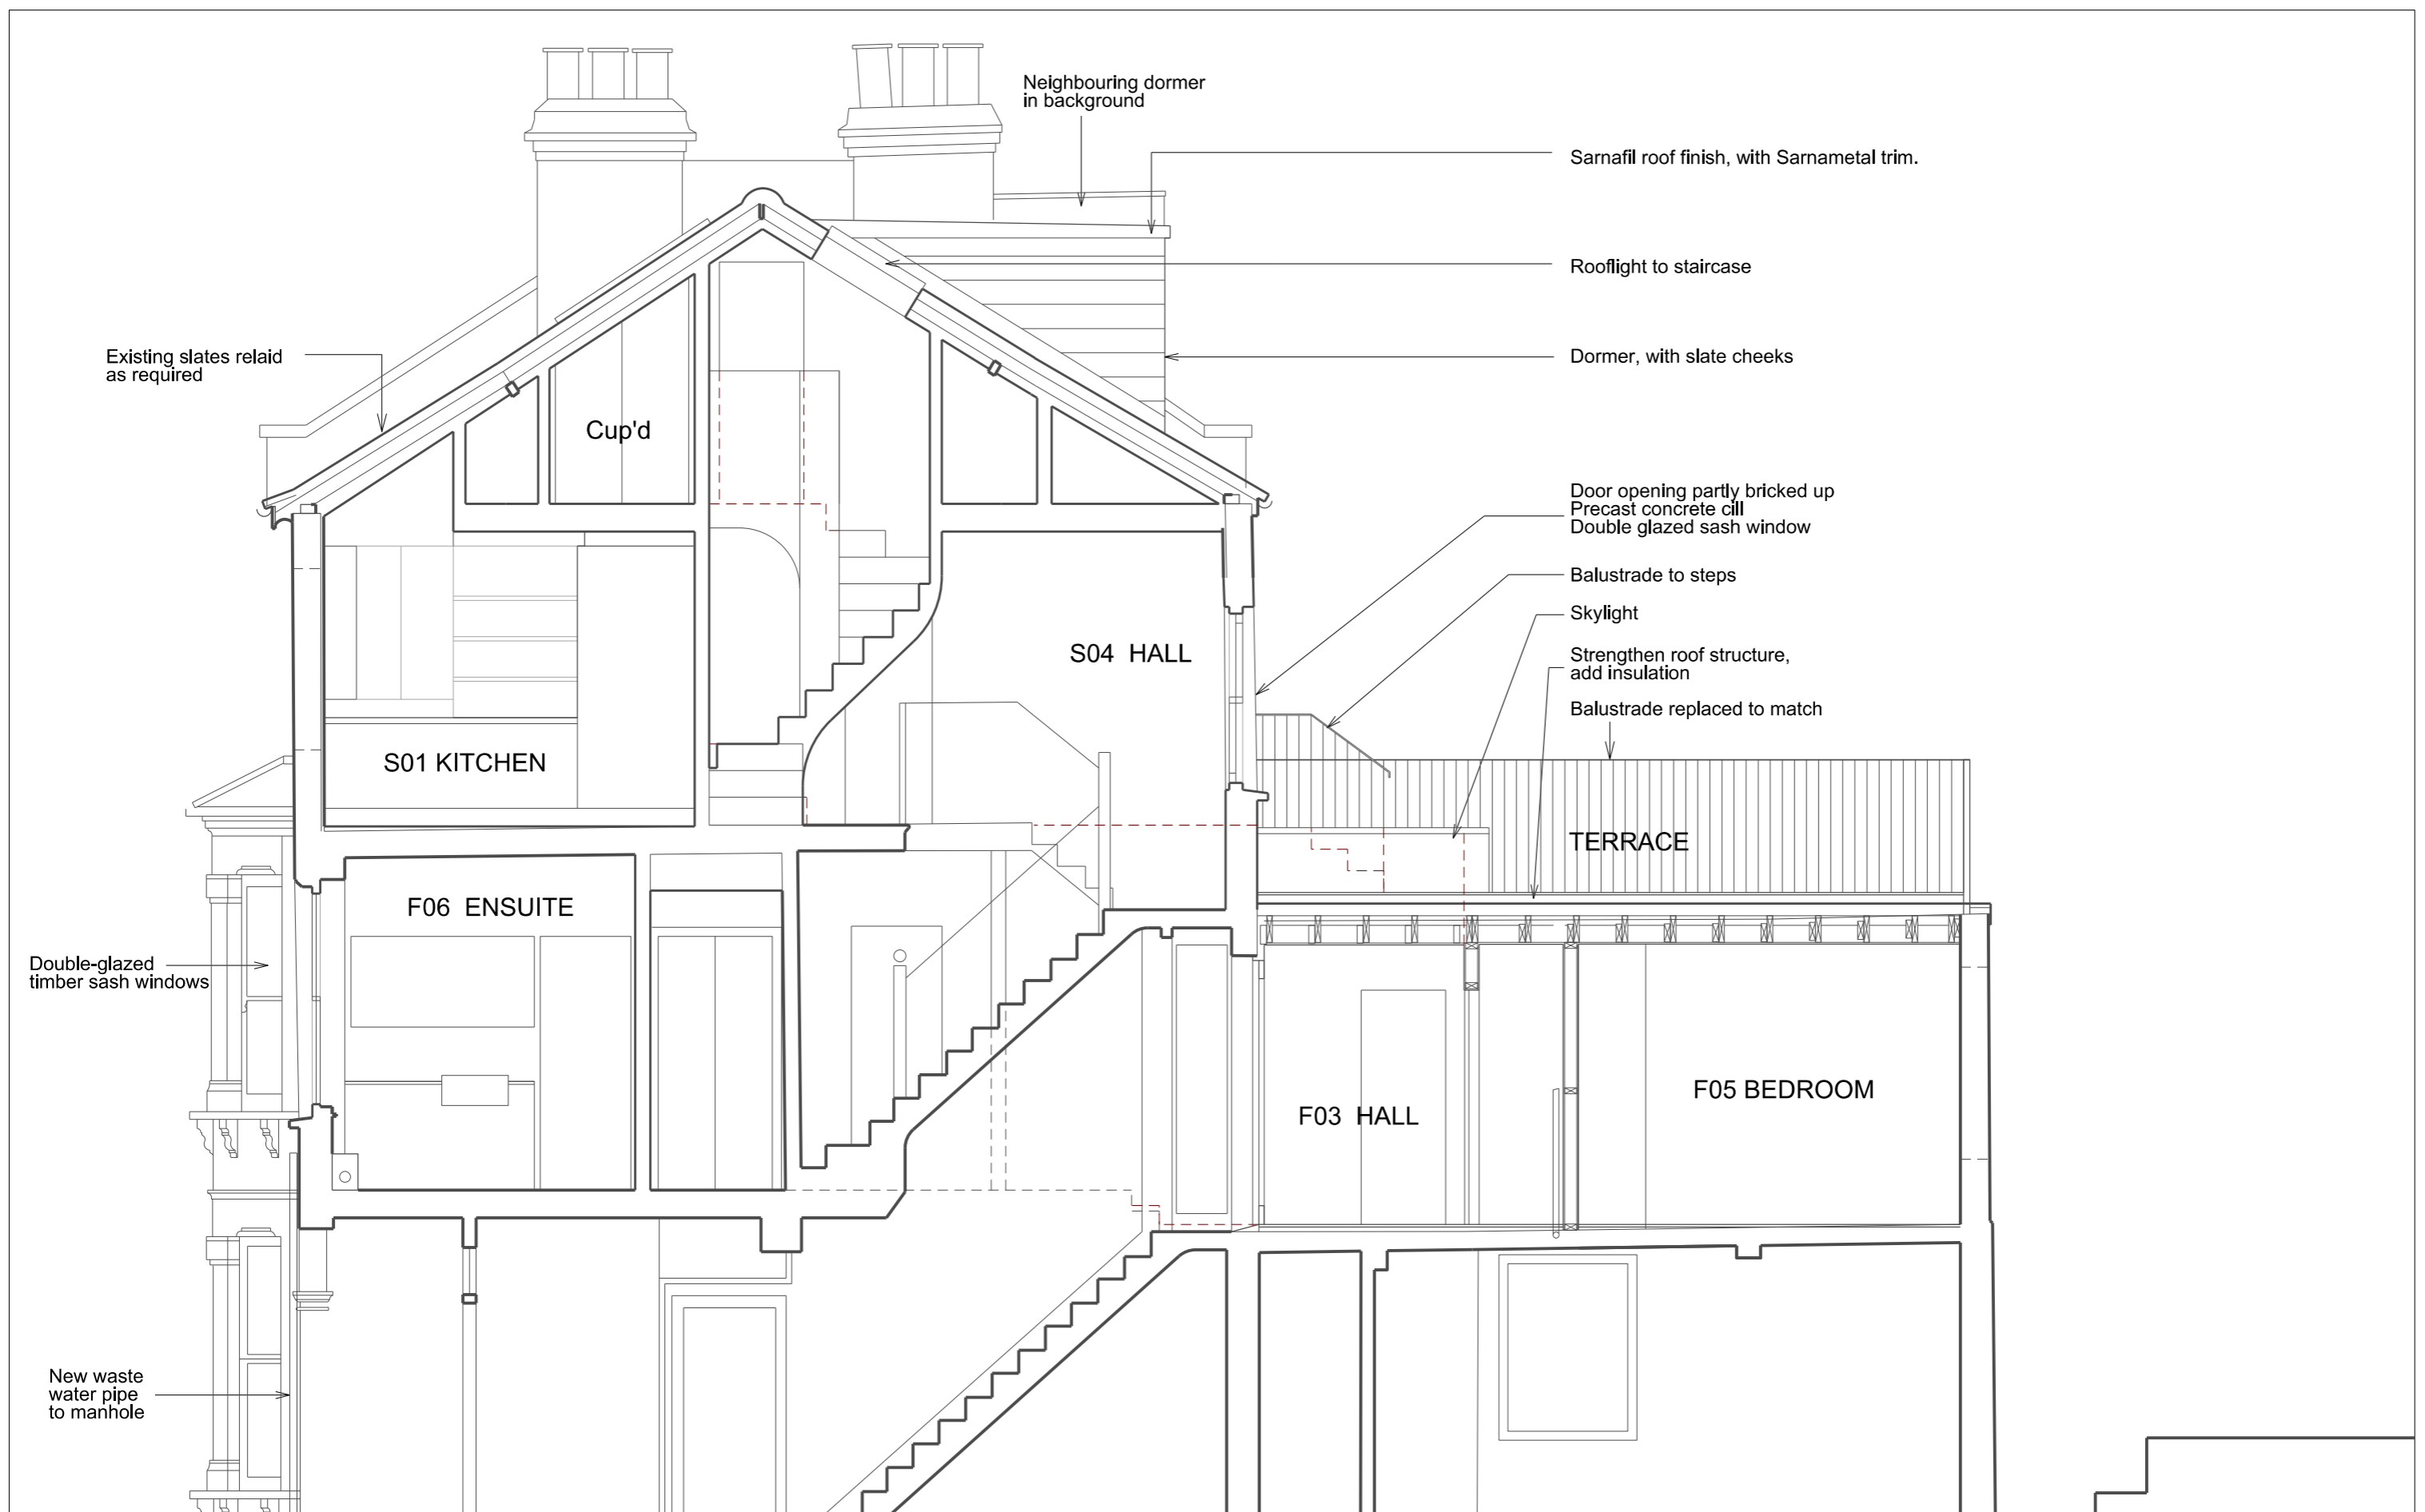 Neighbouring dormer
in background
Sarnafil roof finish, with Sarnametal trim.
Rooflight to staircase
Existing slates relaid
as required
Dormer, with slate cheeks
Cup'd
Door opening partly bricked up
Precast concrete cill
Double glazed sash window
Balustrade to steps
Skylight
S04 HALL
Strengthen roof structure,
add insulation
Balustrade replaced to match
S01 KITCHEN
TERRACE
F06 ENSUITE
Double-glazed
timber sash windows
F05 BEDROOM
F03 HALL
New waste
water pipe
to manhole